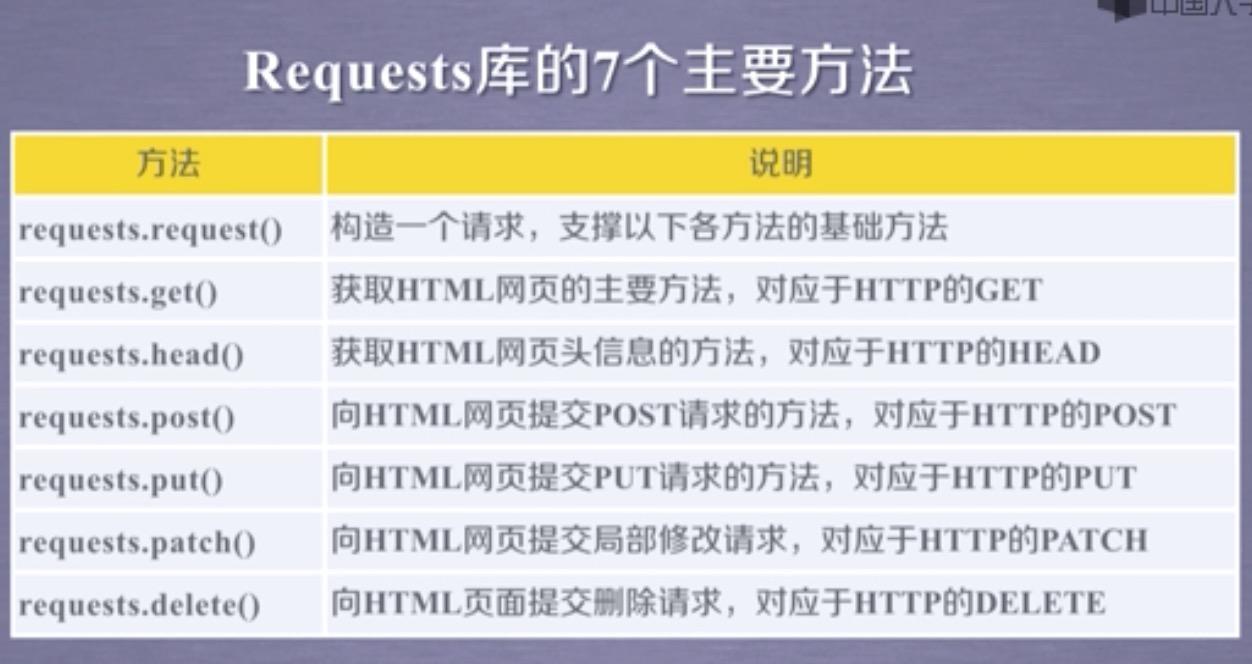 Requests库的7个主要方法
方法 说明
requests.request() 构造一个请求，支撑以下各方法的基础方法
requests.get() 获取HTML网页的主要方法，对应于HTTP的GET
requests.head() 获取HTML网页头信息的方法，对应于HTTP的HEAD
requests.post() 向HTML网页提交POST请求的方法，对应于HTTP的POST
requests.put() 向HTML网页提交PUT请求的方法，对应于HTTP的PUT
requests.patch() 向HTML网页提交局部修改请求，对应于HTTP的PATCH
requests.delete() 向HTML页面提交删除请求，对应于HTTP的DELETE